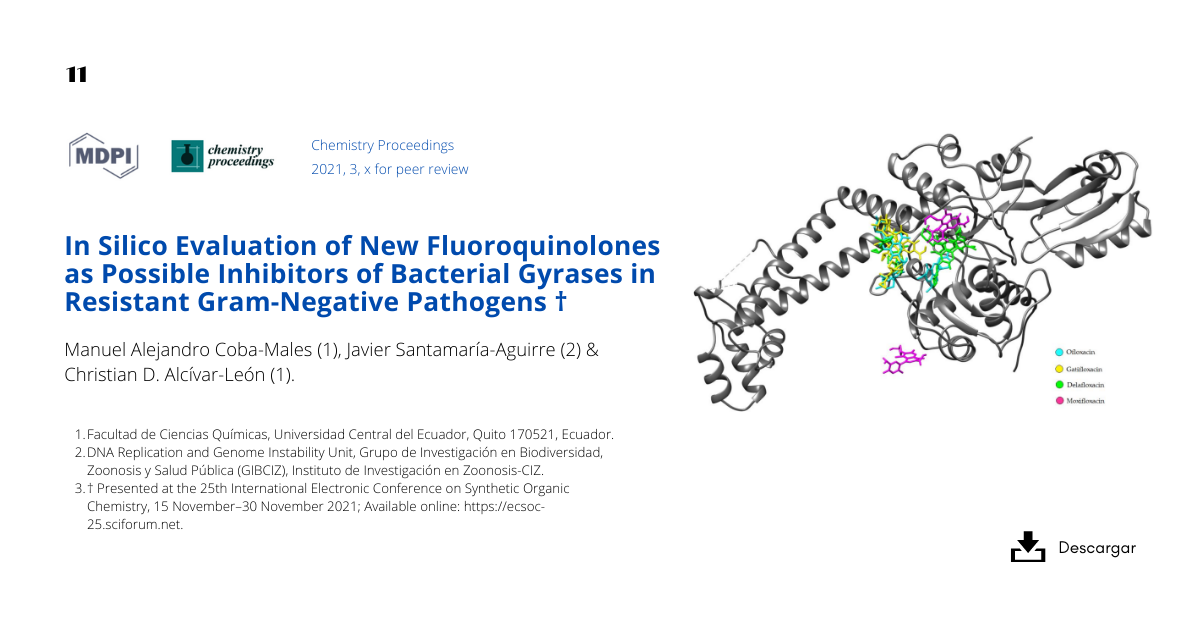 11
MDPI
chemistry
proceedings
Chemistry Proceedings
2021, 3, x for peer review
In Silico Evaluation of New Fluoroquinolones
as Possible Inhibitors of Bacterial Gyrases in
Resistant Gram-Negative Pathogens †
Manuel Alejandro Coba-Males (1), Javier Santamaría-Aguirre (2) &
Christian D. Alcívar-León (1).
1. Facultad de Ciencias Químicas, Universidad Central del Ecuador, Quito 170521, Ecuador.
2. DNA Replication and Genome Instability Unit, Grupo de Investigación en Biodiversidad,
Zoonosis y Salud Pública (GIBCIZ), Instituto de Investigación en Zoonosis-CIZ.
3. † Presented at the 25th International Electronic Conference on Synthetic Organic
Chemistry, 15 November–30 November 2021; Available online: https://ecsoc-
25.sciforum.net.
Ofloxacin
Gatifloxacin
Delafloxacin
Moxifloxacin
Descargar